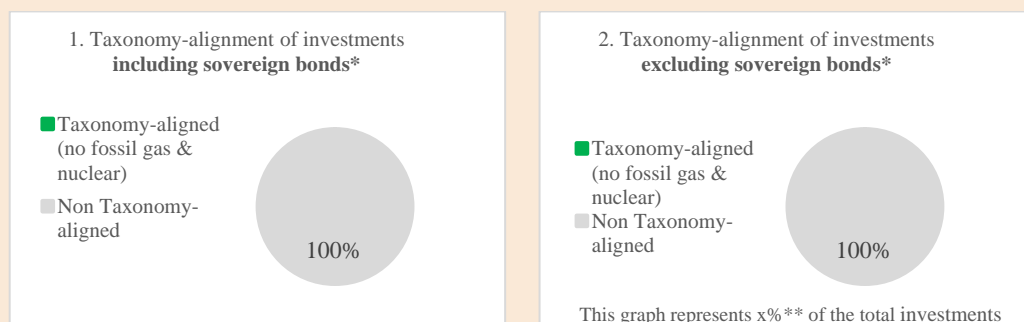 1. Taxonomy-alignment of investments
including sovereign bonds*
Taxonomy-aligned
(no fossil gas &
nuclear)
Non Taxonomy-
aligned
100%
2. Taxonomy-alignment of investments
excluding sovereign bonds*
Taxonomy-aligned
(no fossil gas &
nuclear)
Non Taxonomy-
aligned
100%
This graph represents x%** of the total investments